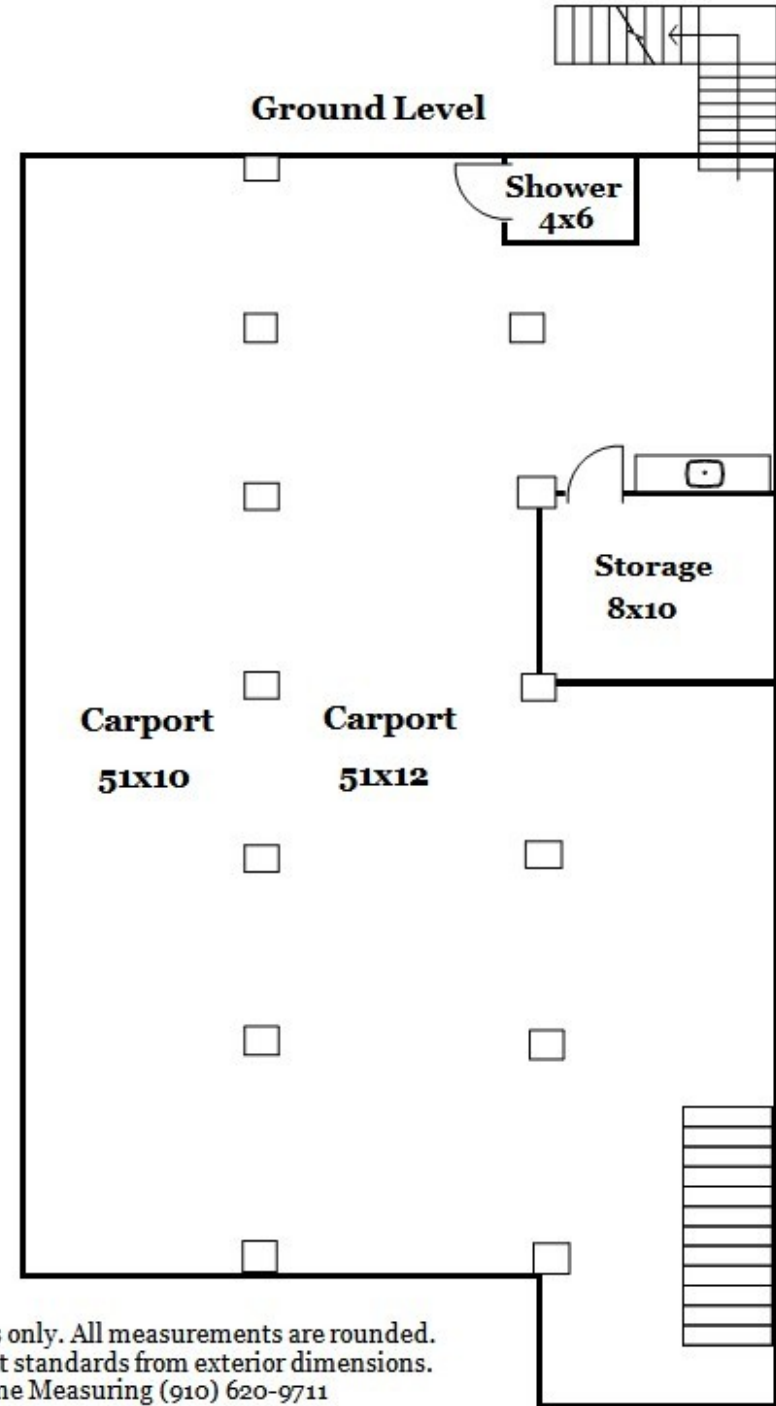 Ground Level
Shower
4x6
Storage
8x10
Carport
51x10
Carport
51x12
only. All measurements are rounded.
standards from exterior dimensions.
Measuring (910) 620-9711